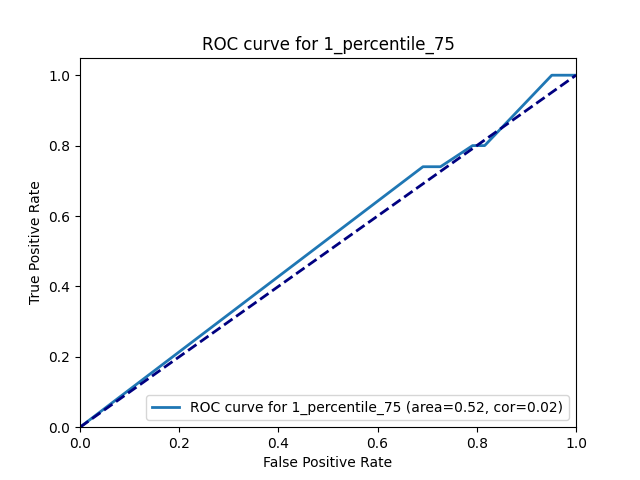 ROC curve for 1_percentile_75
1.0
0.8
0.6
0.4
0.2
0.0
True Positive Rate
ROC curve for 1_percentile_75 (area=0.52, cor=0.02)
0.0 0.2 0.4 0.6 0.8 1.0
False Positive Rate